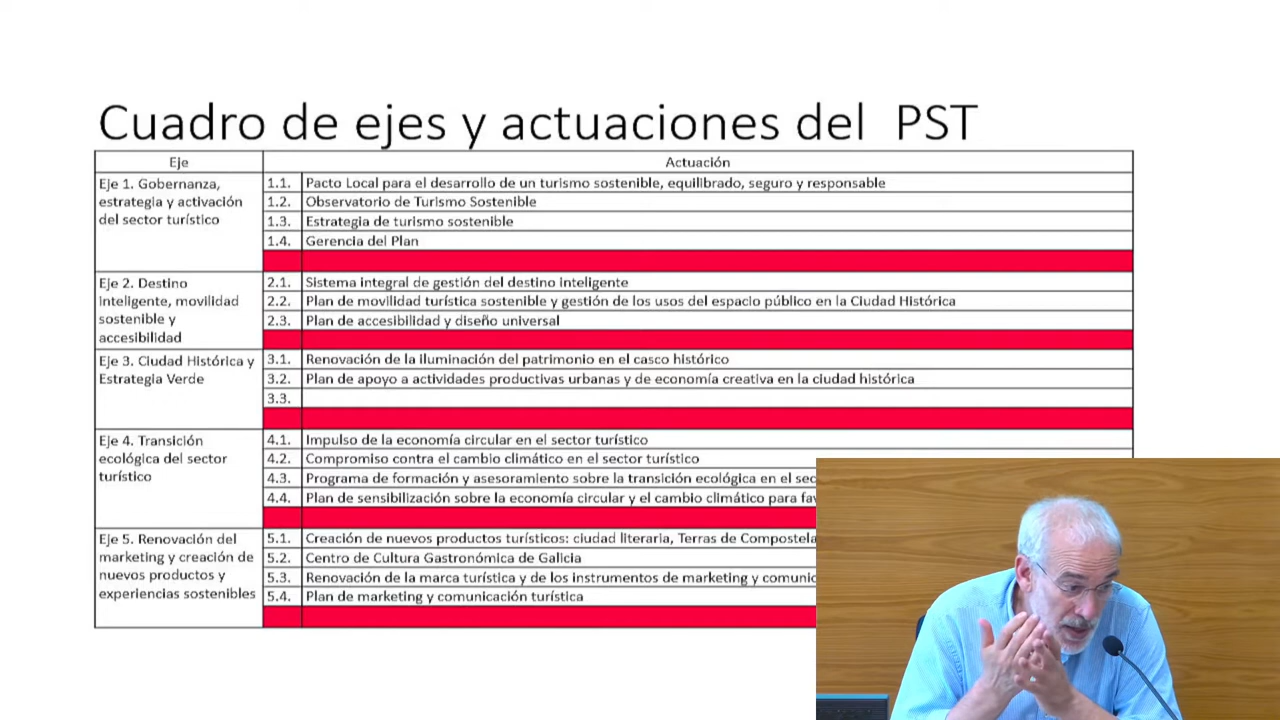 Cuadro de ejes y actuaciones del PST
Eje Actuación
Eje 1. Gobernanza,
estrategia y activación
del sector turístico
1.1. Pacto Local para el desarrollo de un turismo sostenible, equilibrado, seguro y responsable
1.2. Observatorio de Turismo Sostenible
1.3. Estrategia de turismo sostenible
1.4. Gerencia del Plan
Eje 2. Destino
inteligente, movilidad
sostenible y
accesibilidad
2.1. Sistema integral de gestión del destino inteligente
2.2. Plan de movilidad turística sostenible y gestión de los usos del espacio público en la Ciudad Histórica
2.3. Plan de accesibilidad y diseño universal
Eje 3. Ciudad Histórica y
Estrategia Verde
3.1. Renovación de la iluminación del patrimonio en el casco histórico
3.2. Plan de apoyo a actividades productivas urbanas y de economía creativa en la ciudad histórica
3.3.
Eje 4. Transición
ecológica del sector
turístico
4.1. Impulso de la economía circular en el sector turístico
4.2. Compromiso contra el cambio climático en el sector turístico
4.3. Programa de formación y asesoramiento sobre la transición ecológica en el sec
4.4. Plan de sensibilización sobre la economía circular y el cambio climático para fav
Eje 5. Renovación del
marketing y creación de
nuevos productos y
experiencias sostenibles
5.1. Creación de nuevos productos turísticos: ciudad literaria, Terras de Compostela
5.2. Centro de Cultura Gastronómica de Galicia
5.3. Renovación de la marca turística y de los instrumentos de marketing y comunic
5.4. Plan de marketing y comunicación turística